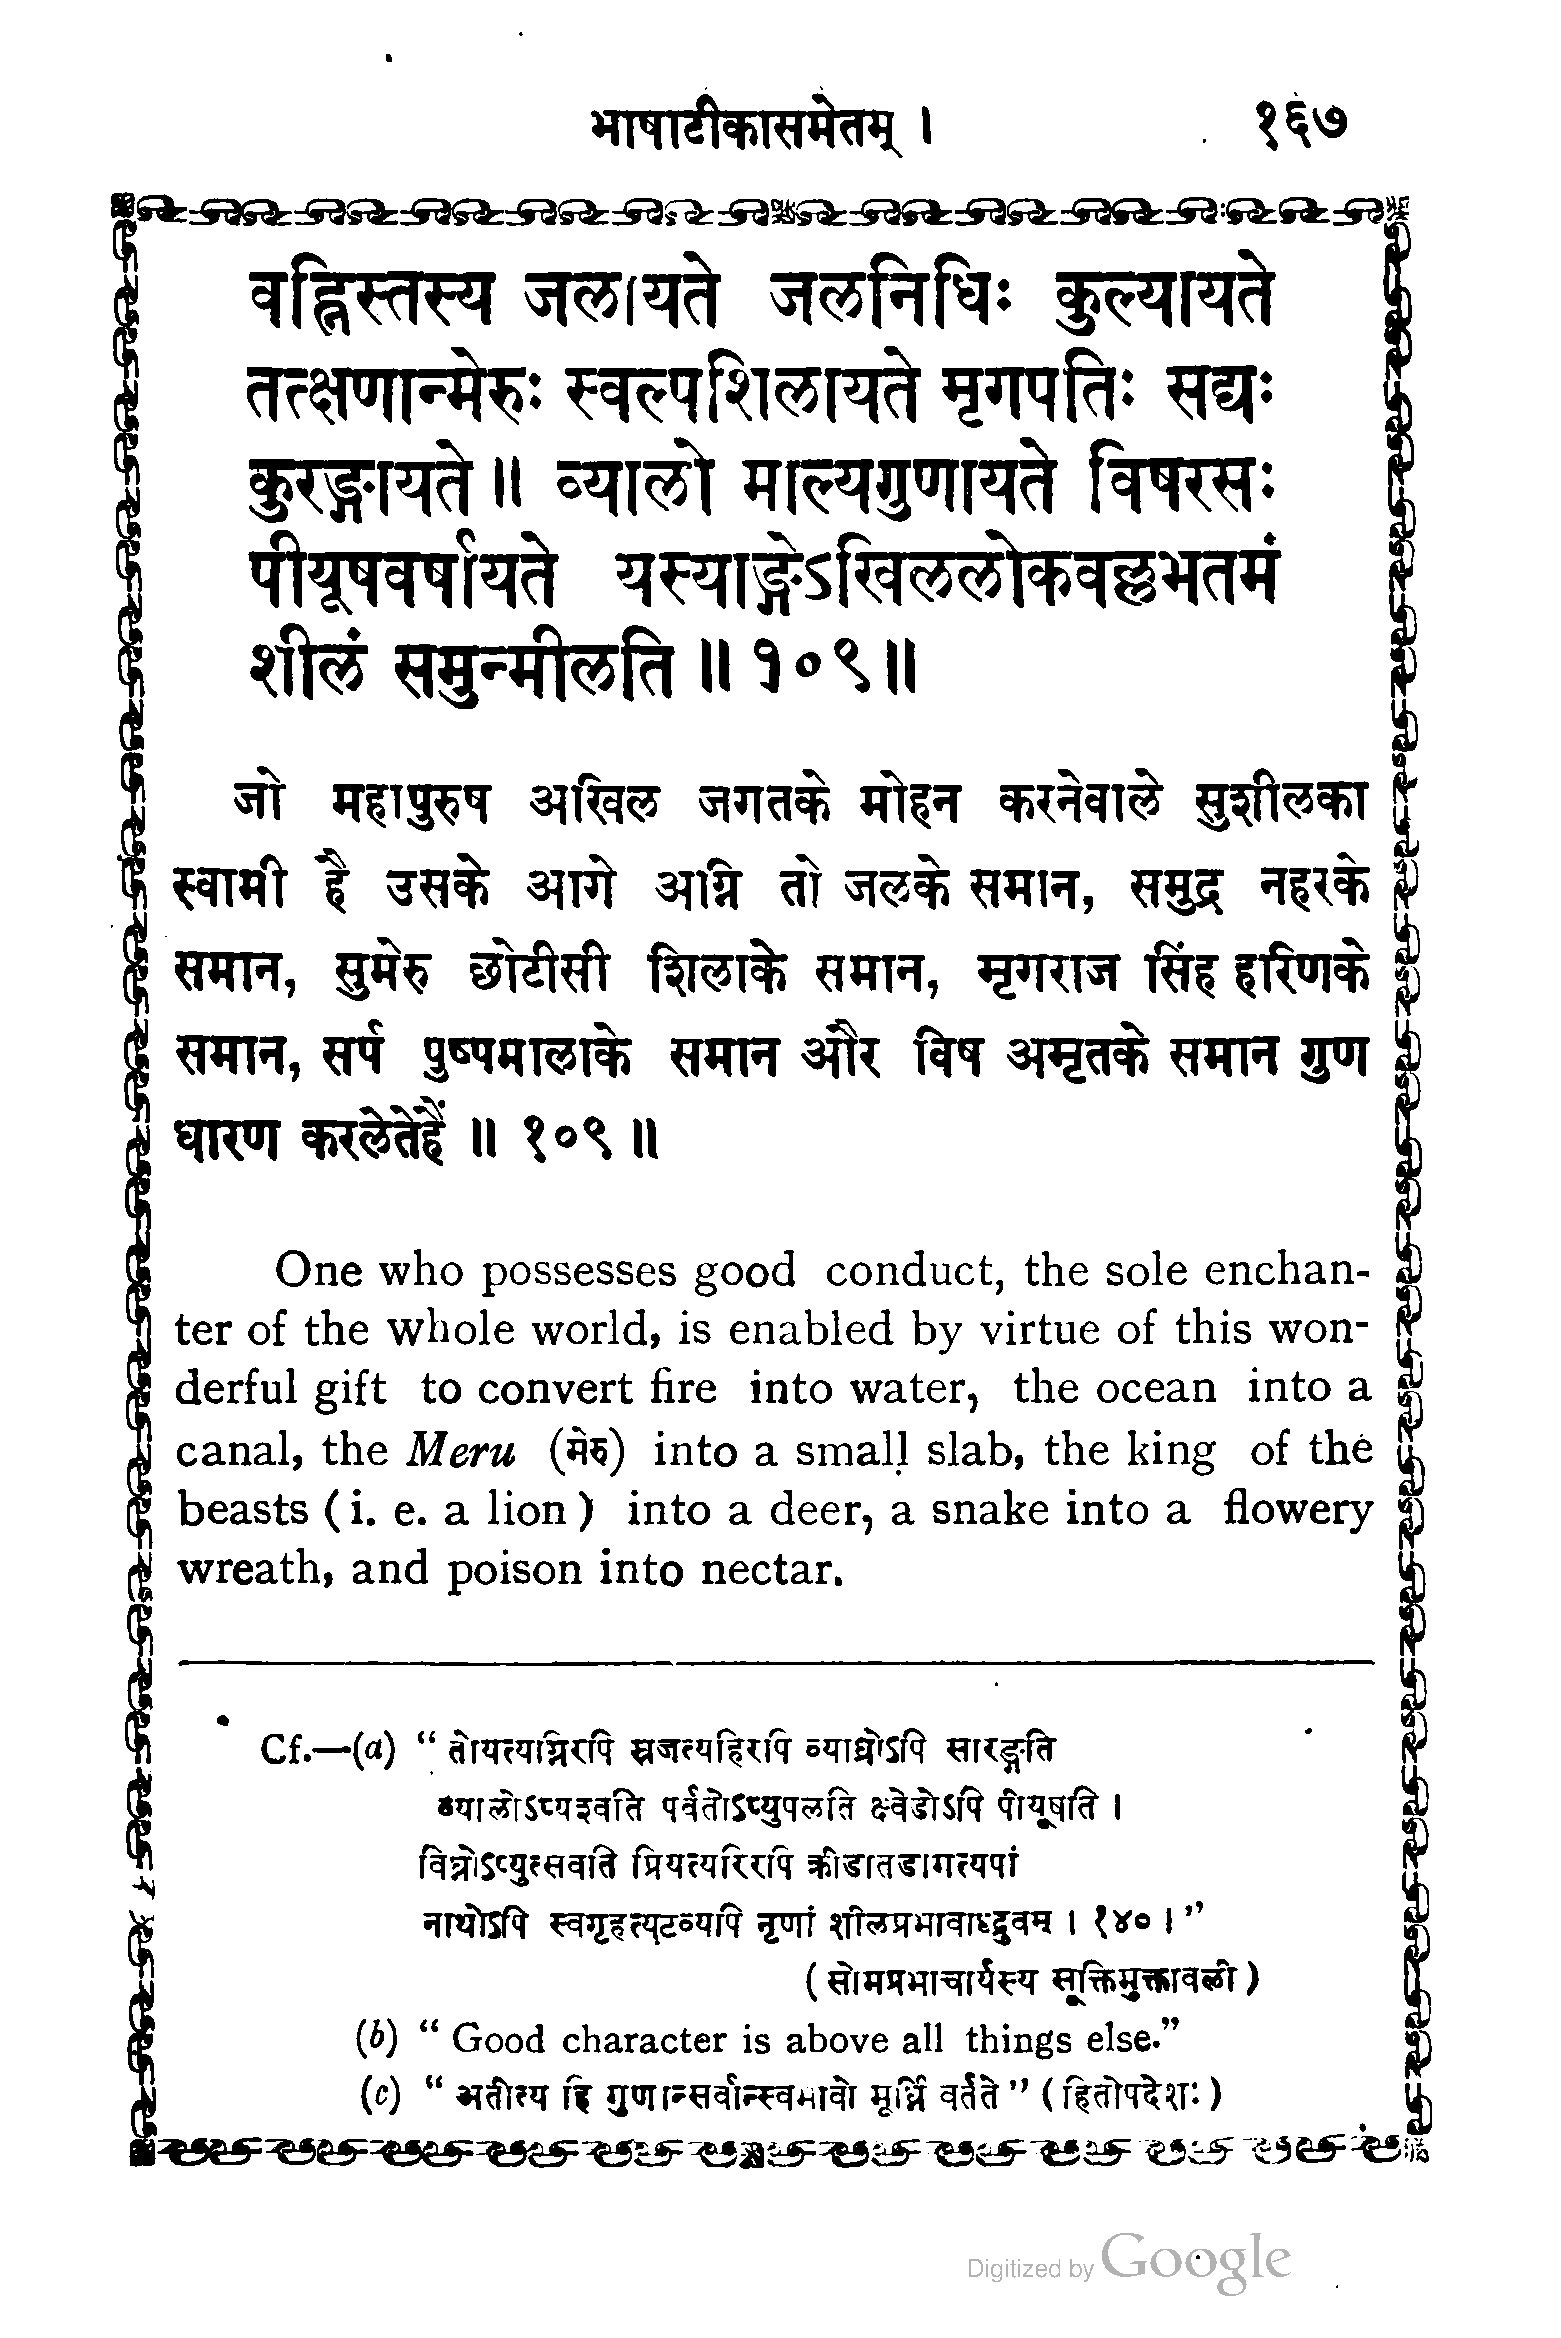 भाषाटीकासमेतम् । १६७
वह्निस्तस्य जलायते जलनिधिः कुल्यायते
तत्क्षणान्मेरुः स्वल्पशिलायते मृगपतिः सद्यः
कुरङ्गायते ॥ व्यालो माल्यगुणायते विषरसः
पीयूषवर्षायते यस्याङ्गेऽखिललोकवल्लभतमं
शीलं समुन्मीलति ॥ १०९ ॥
जो महापुरुष अखिल जगतके मोहन करनेवाले सुशीलका
स्वामी है उसके आगे अग्नि तो जलके समान, समुद्र नहरके
समान, सुमेरु छोटीसी शिलाके समान, मृगराज सिंह हरिणके
समान, सर्प पुष्पमालाके समान और विष अमृतके समान गुण
धारण करलेतेहैं ॥ १०९ ॥
One who possesses good conduct, the sole enchan-
ter of the whole world, is enabled by virtue of this won-
derful gift to convert fire into water, the ocean into a
canal, the Meru (मेरु) into a small slab, the king of the
beasts (i. e. a lion) into a deer, a snake into a flowery
wreath, and poison into nectar.
Cf.—(a) “ तोयत्यग्निरपि स्रजत्यहिरपि व्याघ्रोऽपि सारङ्गति
व्यालोऽप्यश्वति पर्वतोऽप्युपलति क्ष्वेडोऽपि पीयूषति ।
विघ्नोऽप्युत्सवति प्रियत्यरिरपि क्रीडातडागत्यपां
नाथोऽपि स्वगृहत्यटव्यपि नृणां शीलप्रभावाध्द्रुवम् । १४० । ”
( सोमप्रभाचार्यस्य सूक्तिमुक्तावली )
(b) “ Good character is above all things else.”
(c) “ अतीत्य हि गुणान्सर्वान्स्वभावो मूर्ध्नि वर्तते ” ( हितोपदेशः )
Digitized by Google